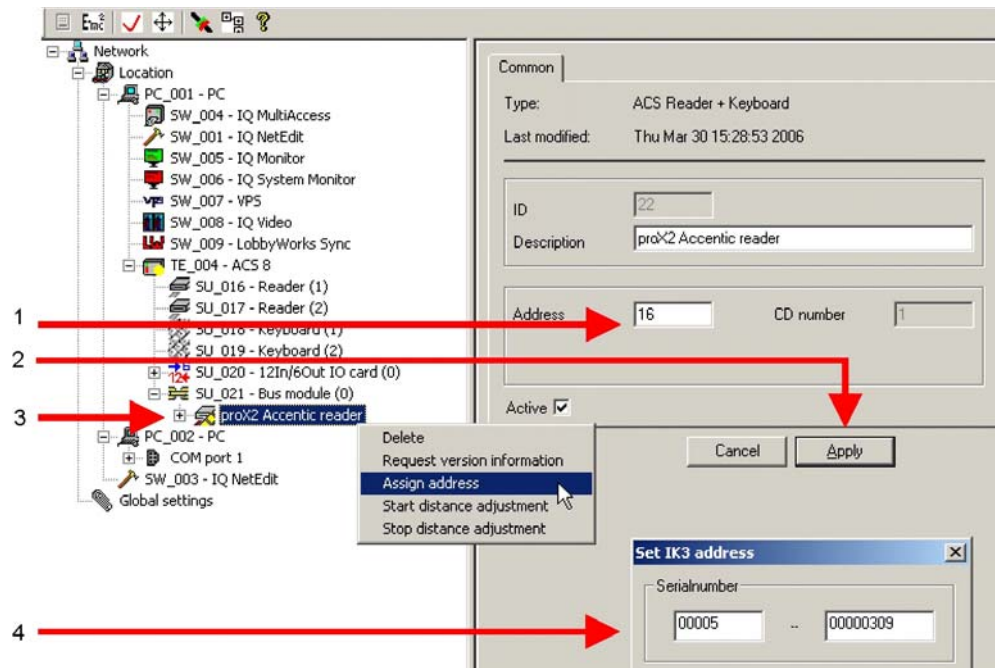 Network
Location
PC_001 - PC
SW_004 - IQ MultiAccess
SW_001 - IQ NetEdit
SW_005 - IQ Monitor
SW_006 - IQ System Monitor
SW_007 - VPS
SW_008 - IQ Video
SW_009 - LobbyWorks Sync
TE_004 - ACS 8
SU_016 - Reader (1)
SU_017 - Reader (2)
SU_018 - Keyboard (1)
SU_019 - Keyboard (2)
SU_020 - 12In/6Out IO card (0)
SU_021 - Bus module (0)
proX2 Accentic reader
PC_002 - PC
COM port 1
SW_003 - IQ NetEdit
Global settings
1
2
3
4
Delete
Request version information
Assign address
Start distance adjustment
Stop distance adjustment
Common
Type: ACS Reader + Keyboard
Last modified: Thu Mar 30 15:28:53 2006
ID 22
Description proX2 Accentic reader
Address 16 CD number 1
Active
Cancel Apply
Set IK3 address
Serialnumber
00005 .. 00000309